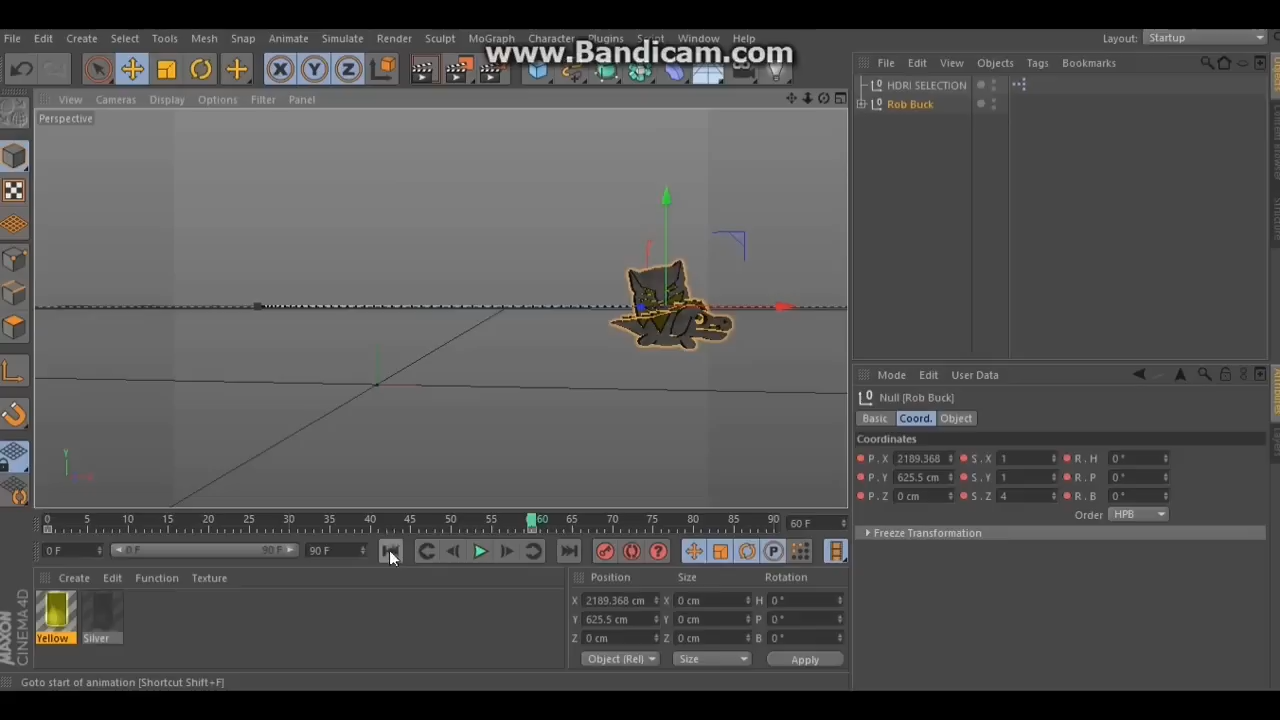 www.Bandicam.com
File Edit Create Select Tools Mesh Snap Animate Simulate Render Sculpt MoGraph Character Plugins Script Window Help
Layout: Startup
File Edit View Objects Tags Bookmarks
View Cameras Display Options Filter Panel
Perspective
HDRI SELECTION
Rob Buck
Mode Edit User Data
Null [Rob Buck]
Basic Coord. Object
Coordinates
P . X 2189.368 S . X 1 R . H 0 °
P . Y 625.5 cm S . Y 1 R . P 0 °
P . Z 0 cm S . Z 4 R . B 0 °
Order HPB
Freeze Transformation
Y
0 5 10 15 20 25 30 35 40 45 50 55 60 65 70 75 80 85 90
60 F
0 F 0 F 90 F 90 F
Create Edit Function Texture
Yellow Silver
Position Size Rotation
X 2189.368 cm X 0 cm H 0 °
Y 625.5 cm Y 0 cm P 0 °
Z 0 cm Z 0 cm B 0 °
Object (Rel) Size Apply
MAXON
CINEMA 4D
Goto start of animation [Shortcut Shift+F]